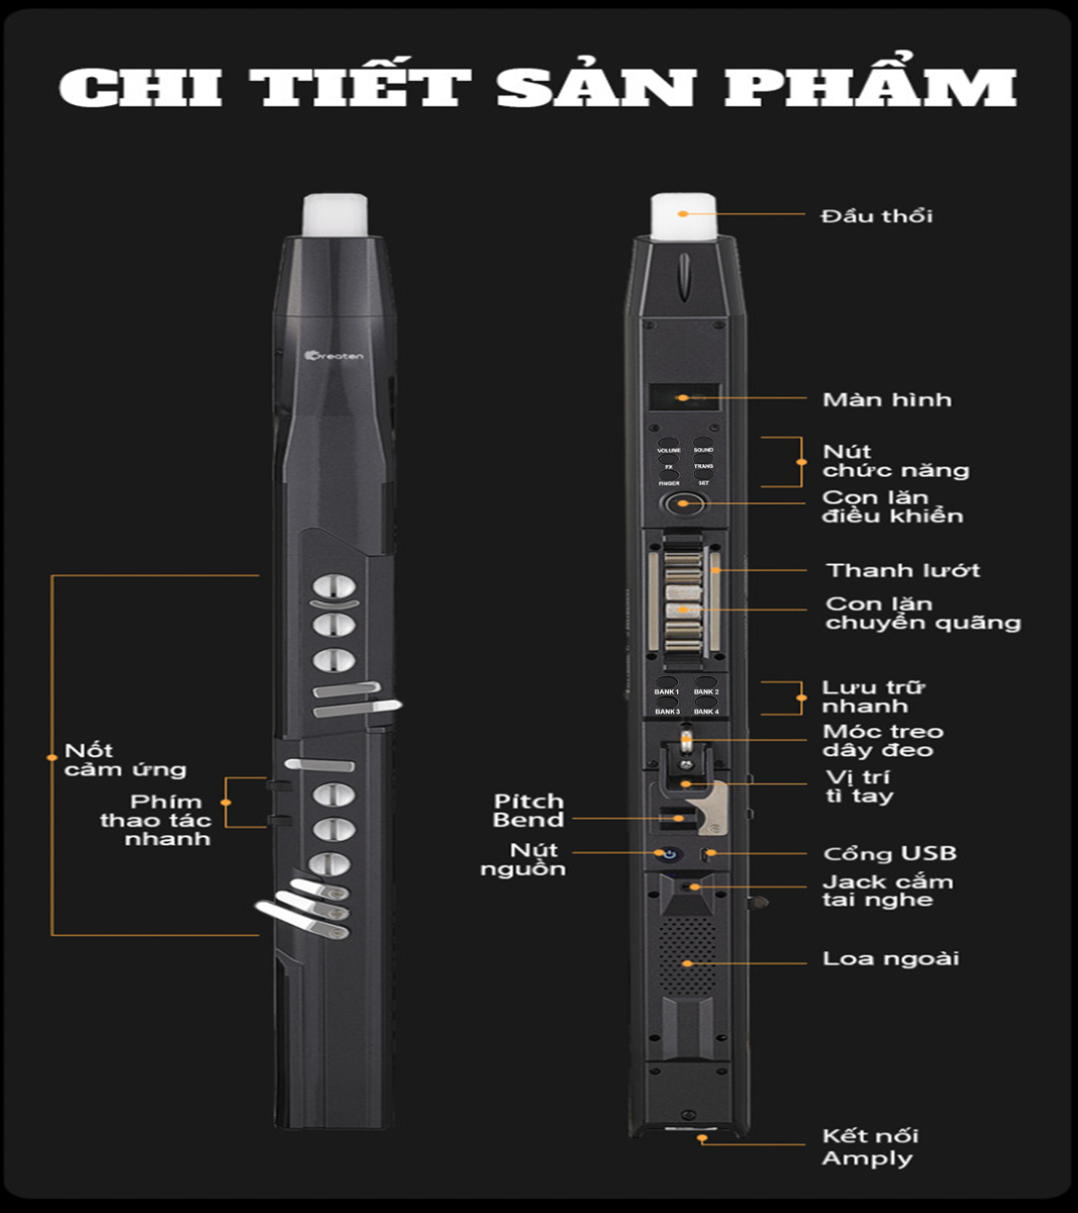 CHI TIẾT SẢN PHẨM
Đầu thổi
Greaten
Màn hình
VOLUME SOUND
FX TRANS
FINGER SET
Nút
chức năng
Con lăn
điều khiển
Thanh lướt
Con lăn
chuyển quãng
BANK 1 BANK 2
BANK 3 BANK 4
Lưu trữ
nhanh
Móc treo
dây đeo
Nốt
cảm ứng
Phím
thao tác
nhanh
Vị trí
tì tay
Pitch
Bend
Nút
nguồn
Cổng USB
Jack cắm
tai nghe
Loa ngoài
Kết nối
Amply